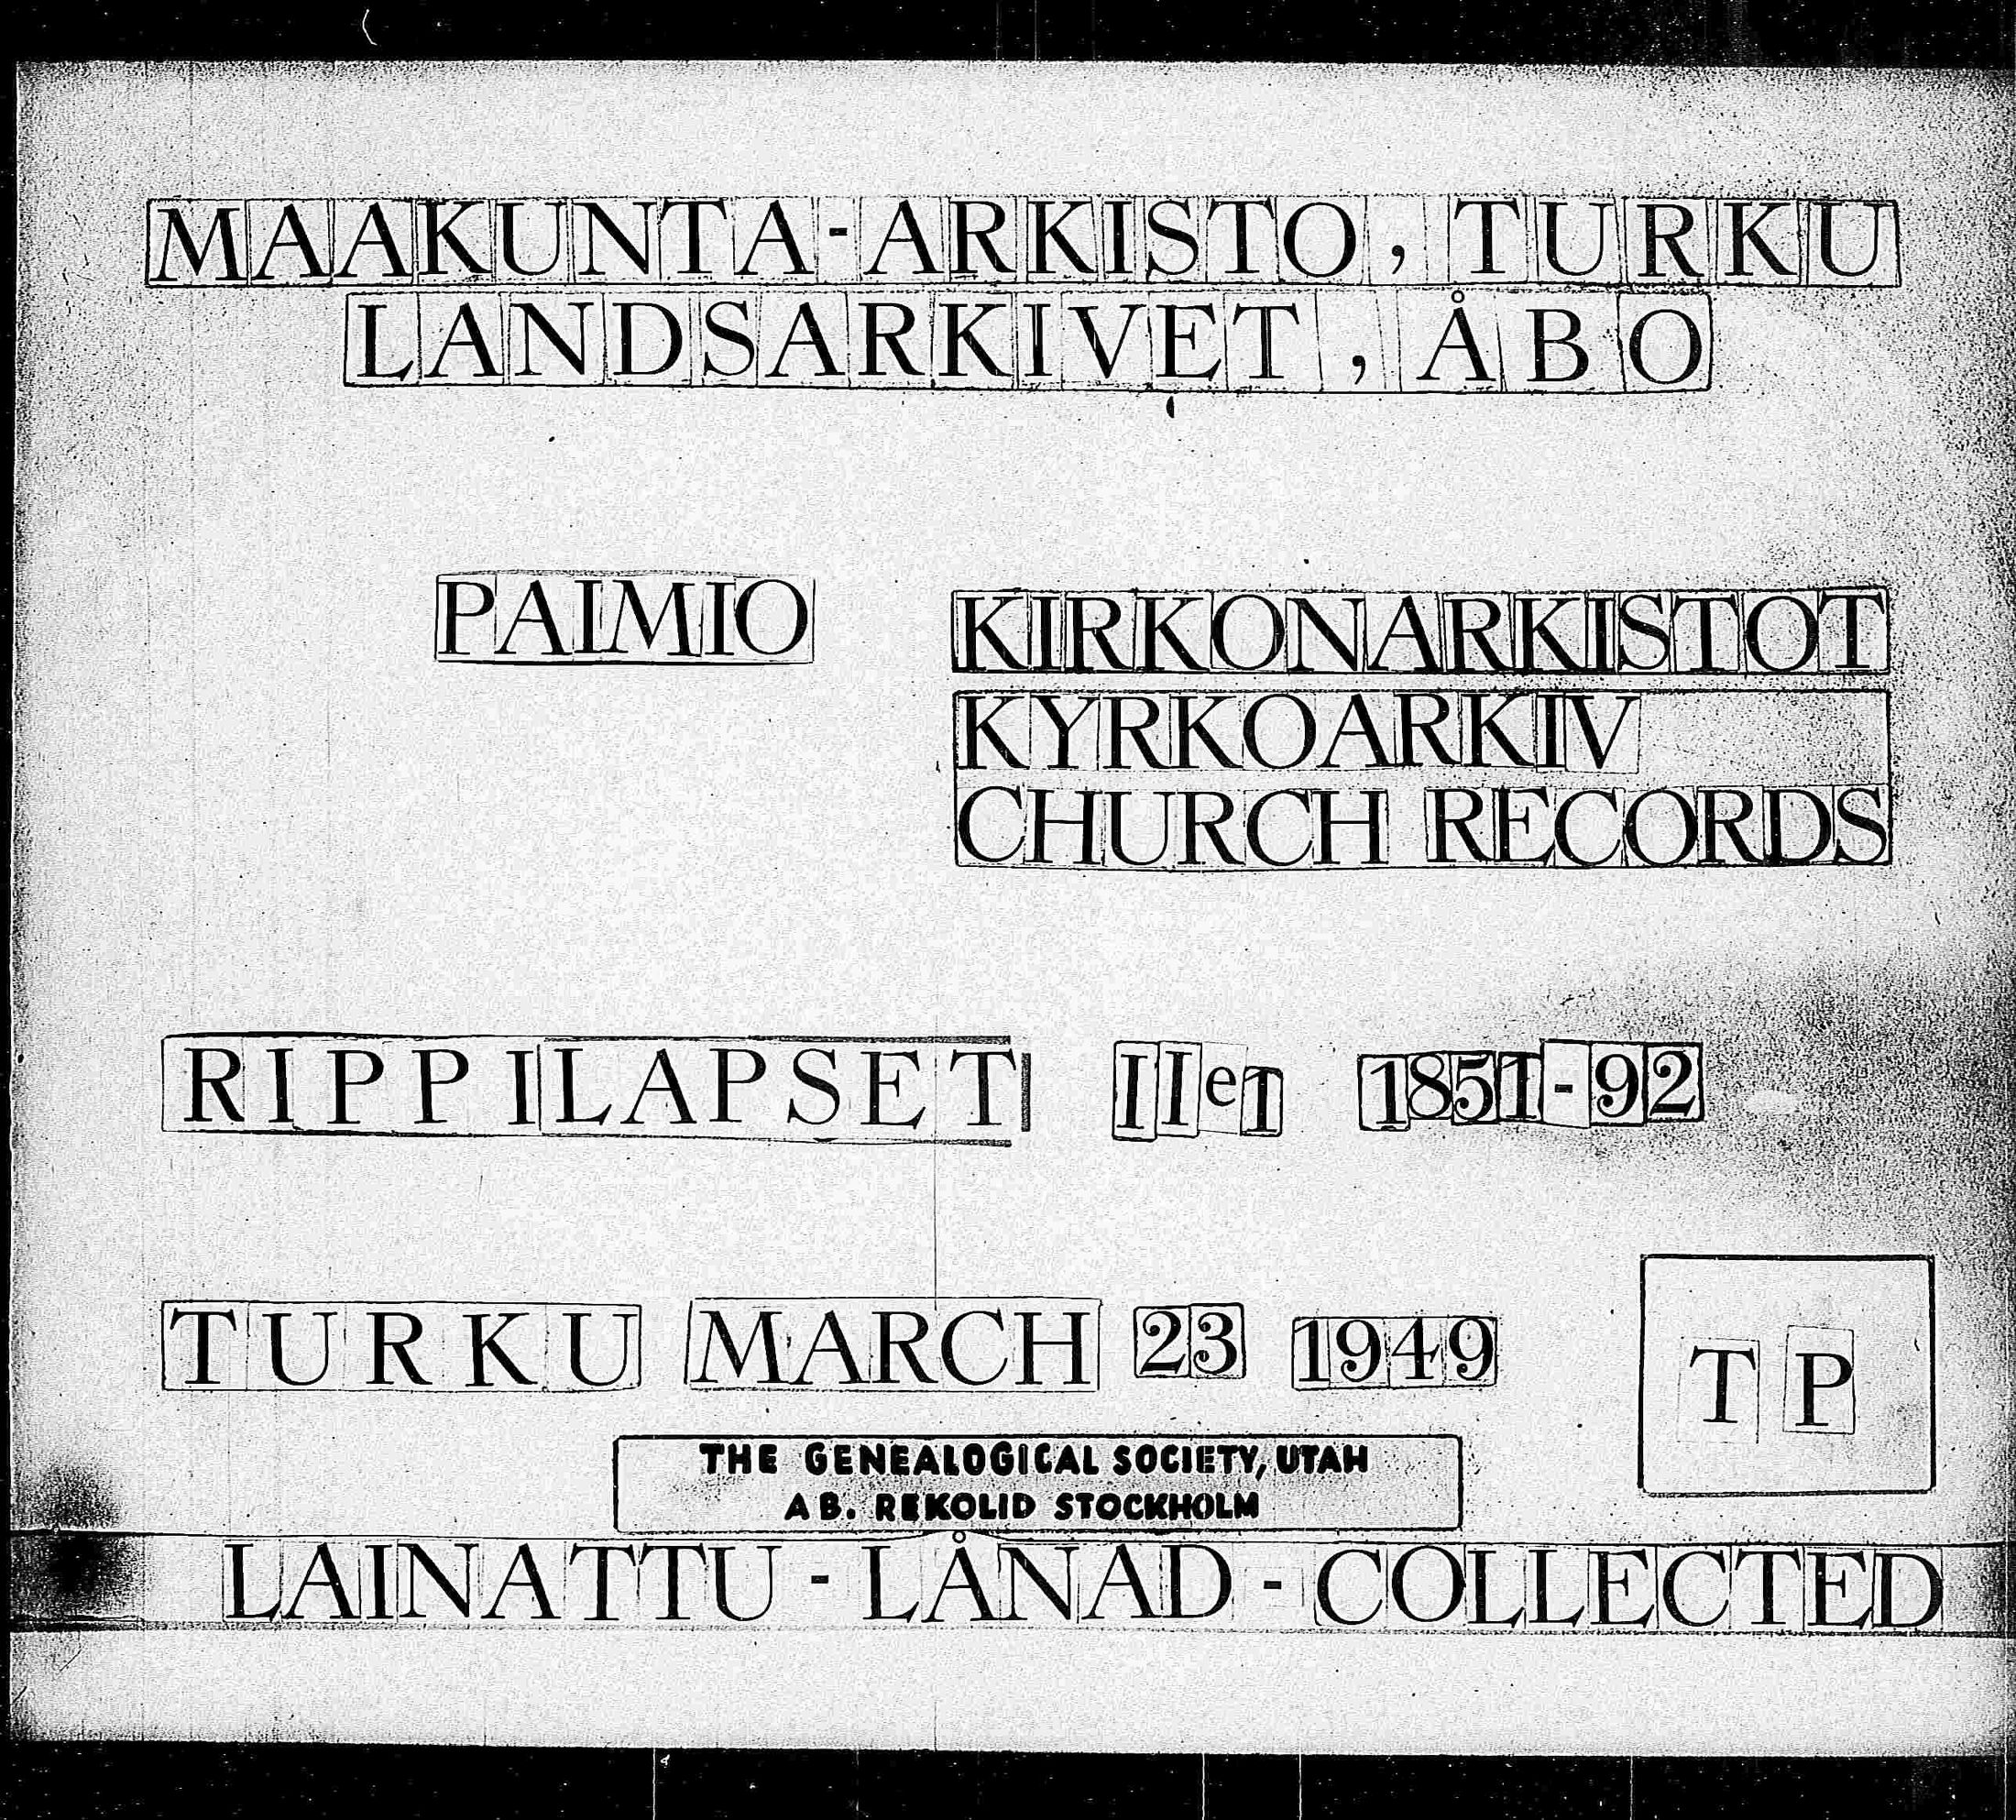 MAAKUNTA-ARKISTO, TURKU
LANDSARKIVET, ÅBO
PAIMIO
KIRKONARKISTOT
KYRKOARKIV
CHURCH RECORDS
RIPPILAPSET IIe1 1851-92
TURKU MARCH 23 1949
TP
THE GENEALOGICAL SOCIETY, UTAH
AB. REKOLID STOCKHOLM
LAINATTU - LÅNAD - COLLECTED